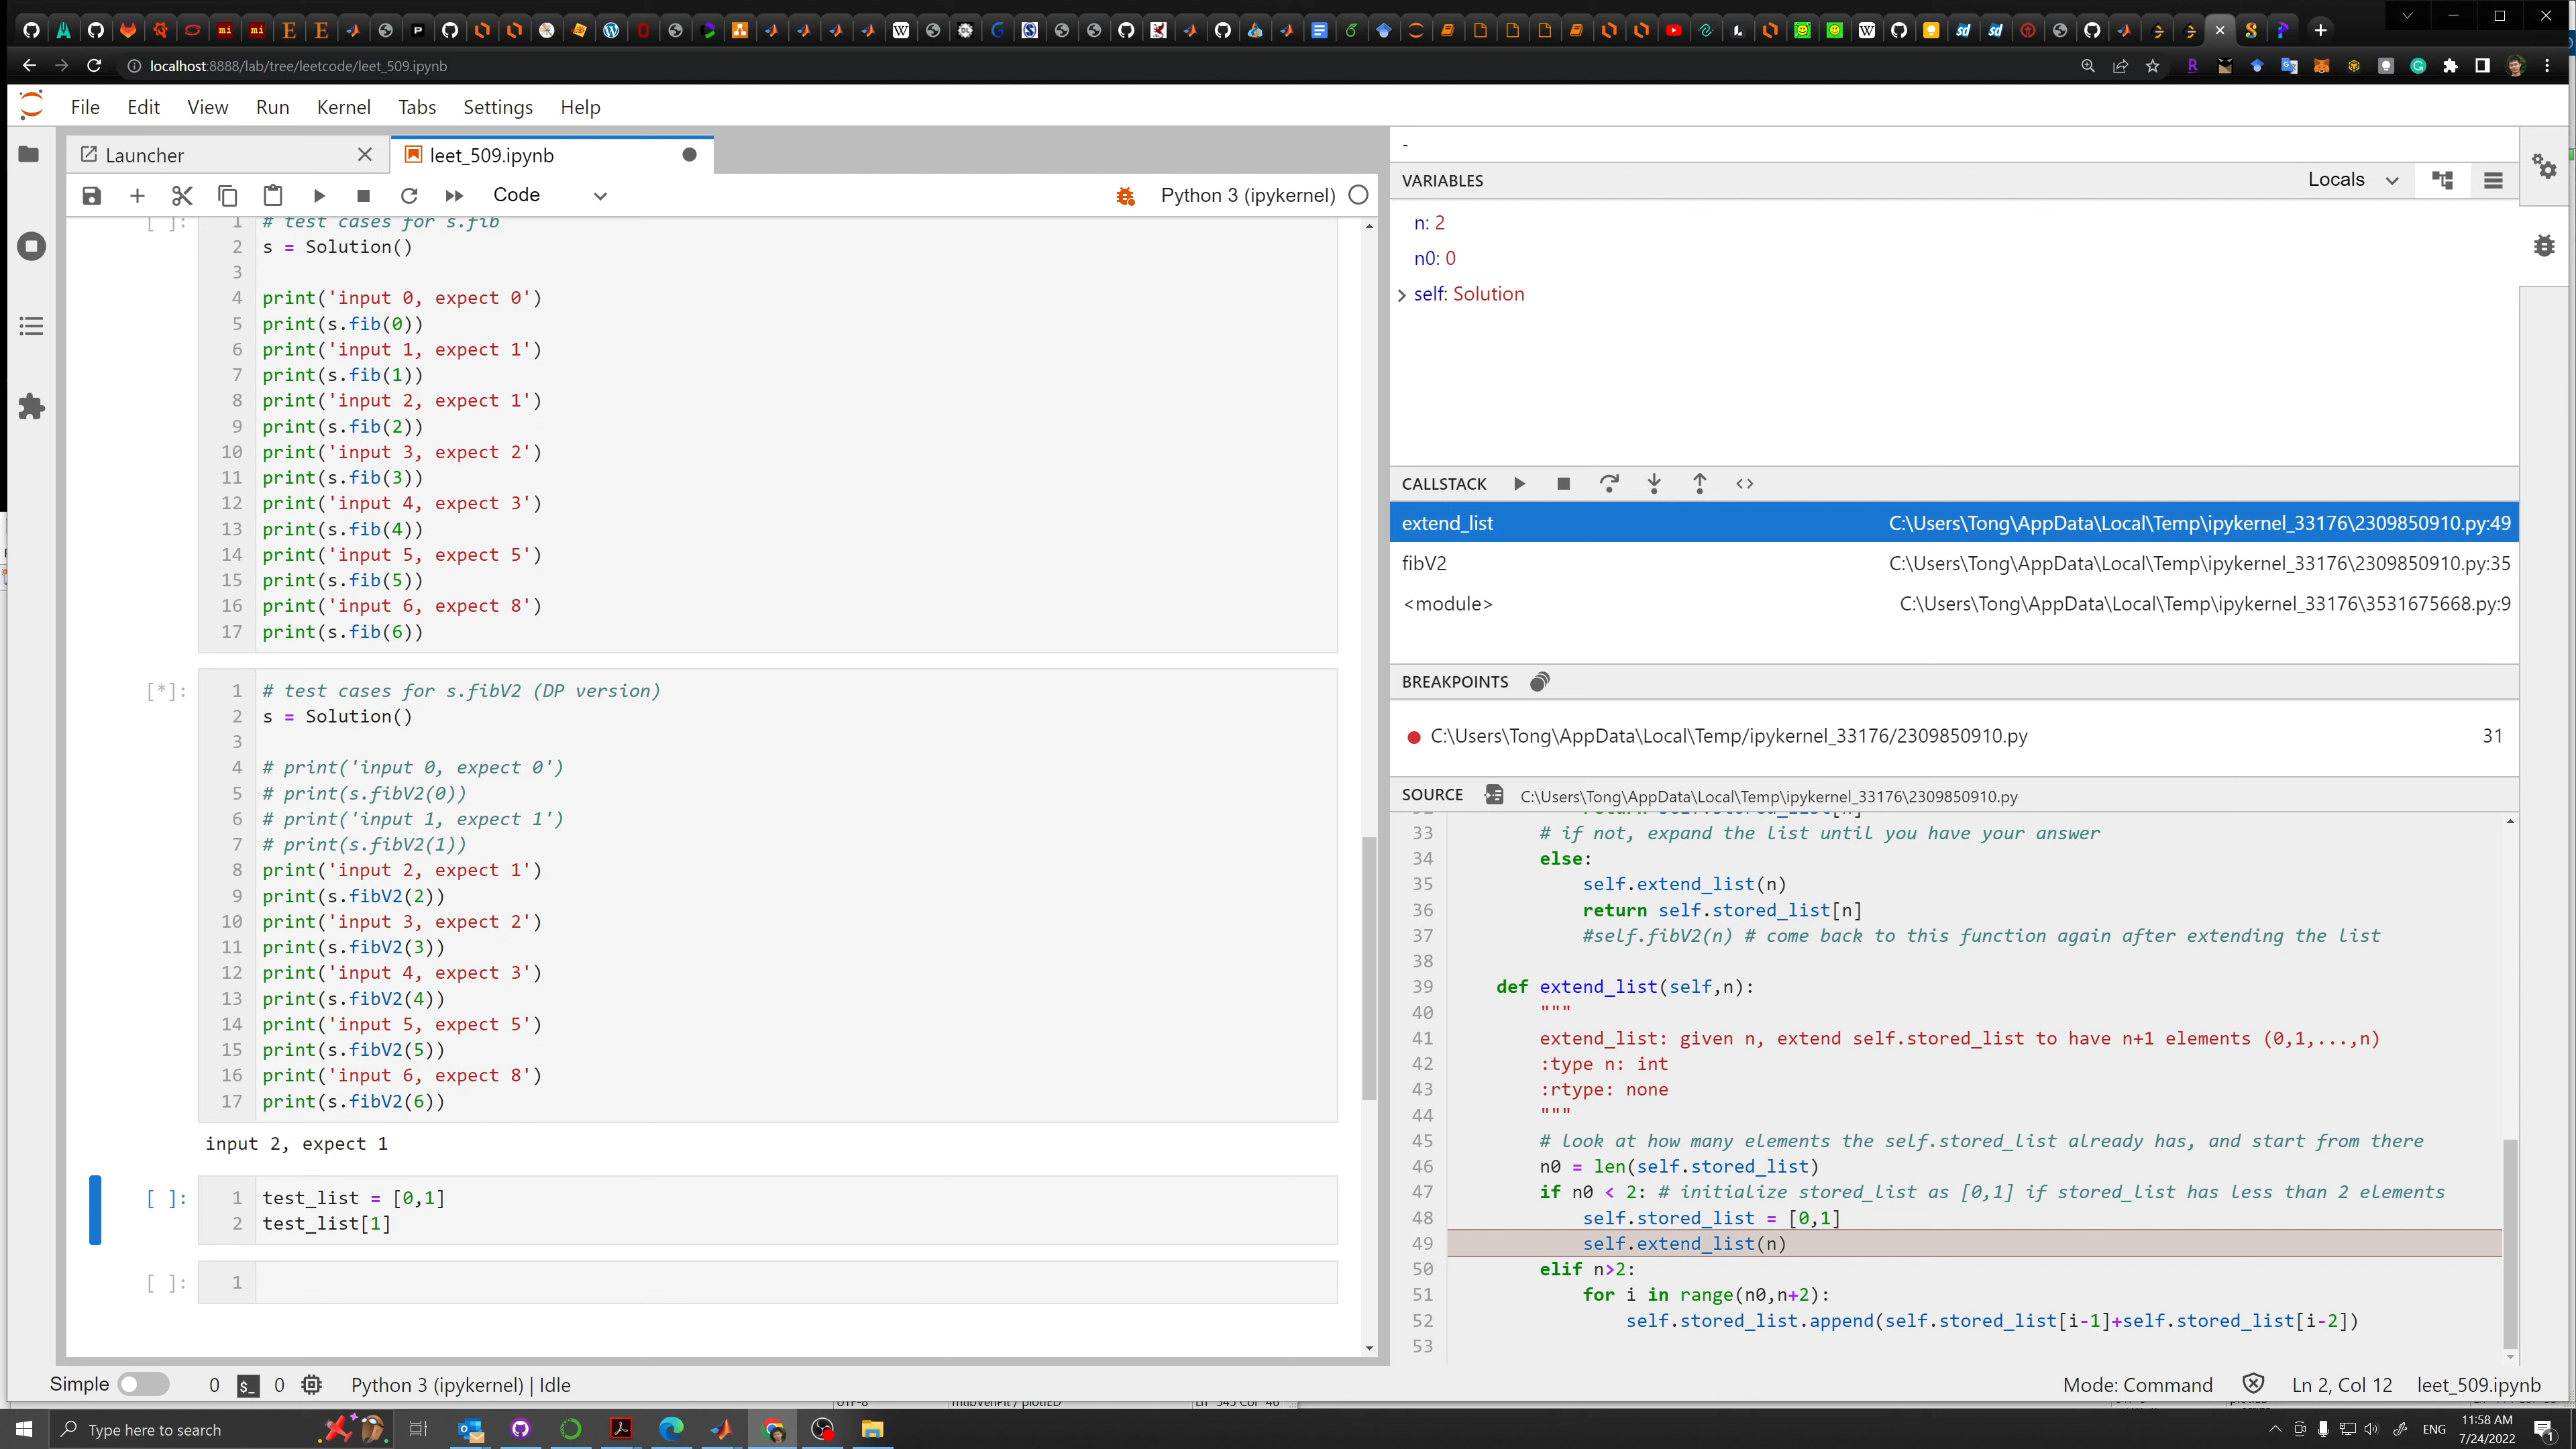 localhost:8888/lab/tree/leetcode/leet_509.ipynb
File Edit View Run Kernel Tabs Settings Help
Launcher
leet_509.ipynb
Code
Python 3 (ipykernel)
[ ]:
1 # test cases for s.fib
2 s = Solution()
3
4 print('input 0, expect 0')
5 print(s.fib(0))
6 print('input 1, expect 1')
7 print(s.fib(1))
8 print('input 2, expect 1')
9 print(s.fib(2))
10 print('input 3, expect 2')
11 print(s.fib(3))
12 print('input 4, expect 3')
13 print(s.fib(4))
14 print('input 5, expect 5')
15 print(s.fib(5))
16 print('input 6, expect 8')
17 print(s.fib(6))
[*]:
1 # test cases for s.fibV2 (DP version)
2 s = Solution()
3
4 # print('input 0, expect 0')
5 # print(s.fibV2(0))
6 # print('input 1, expect 1')
7 # print(s.fibV2(1))
8 print('input 2, expect 1')
9 print(s.fibV2(2))
10 print('input 3, expect 2')
11 print(s.fibV2(3))
12 print('input 4, expect 3')
13 print(s.fibV2(4))
14 print('input 5, expect 5')
15 print(s.fibV2(5))
16 print('input 6, expect 8')
17 print(s.fibV2(6))
input 2, expect 1
[ ]:
1 test_list = [0,1]
2 test_list[1]
[ ]:
1
-
VARIABLES
Locals
n: 2
n0: 0
self: Solution
CALLSTACK
extend_list C:\Users\Tong\AppData\Local\Temp\ipykernel_33176\2309850910.py:49
fibV2 C:\Users\Tong\AppData\Local\Temp\ipykernel_33176\2309850910.py:35
<module> C:\Users\Tong\AppData\Local\Temp\ipykernel_33176\3531675668.py:9
BREAKPOINTS
C:\Users\Tong\AppData\Local\Temp/ipykernel_33176/2309850910.py 31
SOURCE C:\Users\Tong\AppData\Local\Temp\ipykernel_33176\2309850910.py
33 # if not, expand the list until you have your answer
34 else:
35 self.extend_list(n)
36 return self.stored_list[n]
37 #self.fibV2(n) # come back to this function again after extending the list
38
39 def extend_list(self,n):
40 """
41 extend_list: given n, extend self.stored_list to have n+1 elements (0,1,...,n)
42 :type n: int
43 :rtype: none
44 """
45 # look at how many elements the self.stored_list already has, and start from there
46 n0 = len(self.stored_list)
47 if n0 < 2: # initialize stored_list as [0,1] if stored_list has less than 2 elements
48 self.stored_list = [0,1]
49 self.extend_list(n)
50 elif n>2:
51 for i in range(n0,n+2):
52 self.stored_list.append(self.stored_list[i-1]+self.stored_list[i-2])
53
Simple 0 0 Python 3 (ipykernel) | Idle
Mode: Command Ln 2, Col 12 leet_509.ipynb
Type here to search
ENG
11:58 AM
7/24/2022